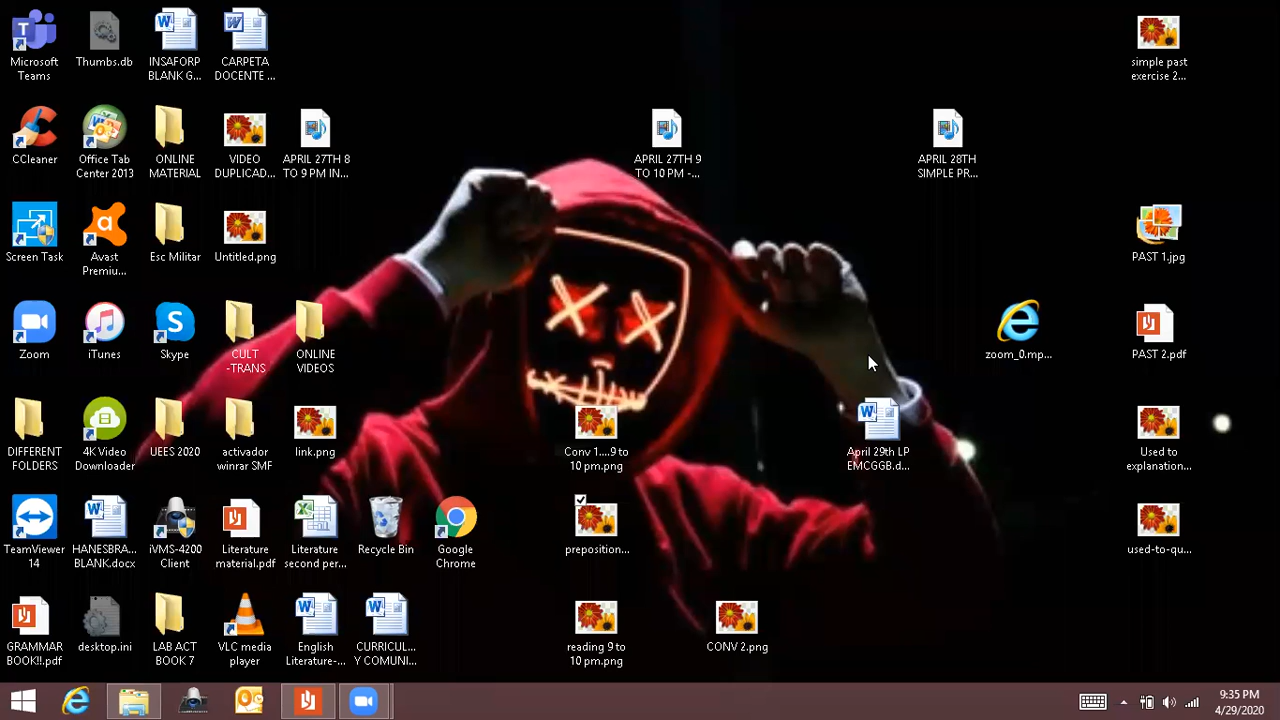 Microsoft
Teams
Thumbs.db
INSAFORP
BLANK G...
CARPETA
DOCENTE ...
simple past
exercise 2...
CCleaner
Office Tab
Center 2013
ONLINE
MATERIAL
VIDEO
DUPLICAD...
APRIL 27TH 8
TO 9 PM IN...
APRIL 27TH 9
TO 10 PM -...
APRIL 28TH
SIMPLE PR...
Screen Task
Avast
Premiu...
Esc Militar
Untitled.png
PAST 1.jpg
Zoom
iTunes
Skype
CULT
-TRANS
ONLINE
VIDEOS
zoom_0.mp...
PAST 2.pdf
DIFFERENT
FOLDERS
4K Video
Downloader
UEES 2020
activador
winrar SMF
link.png
Conv 1....9 to
10 pm.png
April 29th LP
EMCGGB.d...
Used to
explanation...
TeamViewer
14
HANESBRA...
BLANK.docx
iVMS-4200
Client
Literature
material.pdf
Literature
second per...
Recycle Bin
Google
Chrome
preposition...
used-to-qu...
GRAMMAR
BOOK!!.pdf
desktop.ini
LAB ACT
BOOK 7
VLC media
player
English
Literature-...
CURRICUL...
Y COMUNI...
reading 9 to
10 pm.png
CONV 2.png
9:35 PM
4/29/2020